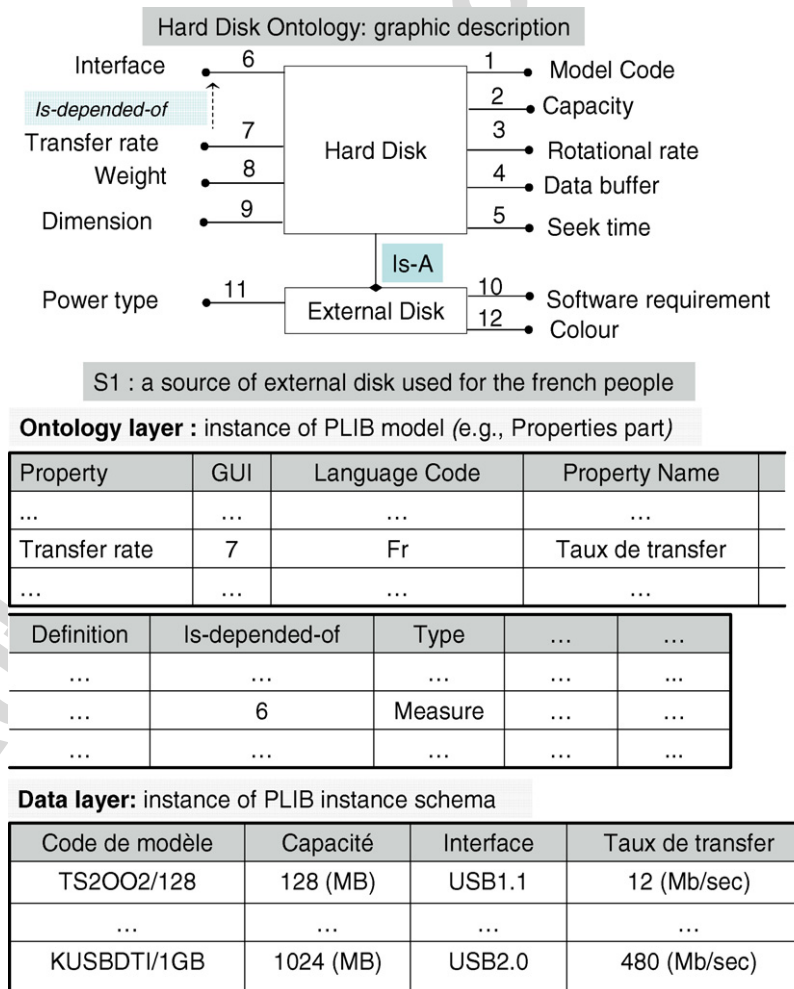 Hard Disk Ontology: graphic description
Interface 6 1 Model Code
Is-depended-of 2 Capacity
Transfer rate 7 Hard Disk 3 Rotational rate
Weight 8 4 Data buffer
Dimension 9 5 Seek time
Is-A
Power type 11 External Disk 10 Software requirement
12 Colour
S1 : a source of external disk used for the french people
Ontology layer : instance of PLIB model (e.g., Properties part)
Property GUI Language Code Property Name
... ... ... ...
Transfer rate 7 Fr Taux de transfer
... ... ... ...
Definition Is-depended-of Type ... ...
... ... ... ... ...
... 6 Measure ... ...
... ... ... ... ...
Data layer: instance of PLIB instance schema
Code de modèle Capacité Interface Taux de transfer
TS2OO2/128 128 (MB) USB1.1 12 (Mb/sec)
... ... ... ...
KUSBDTI/1GB 1024 (MB) USB2.0 480 (Mb/sec)